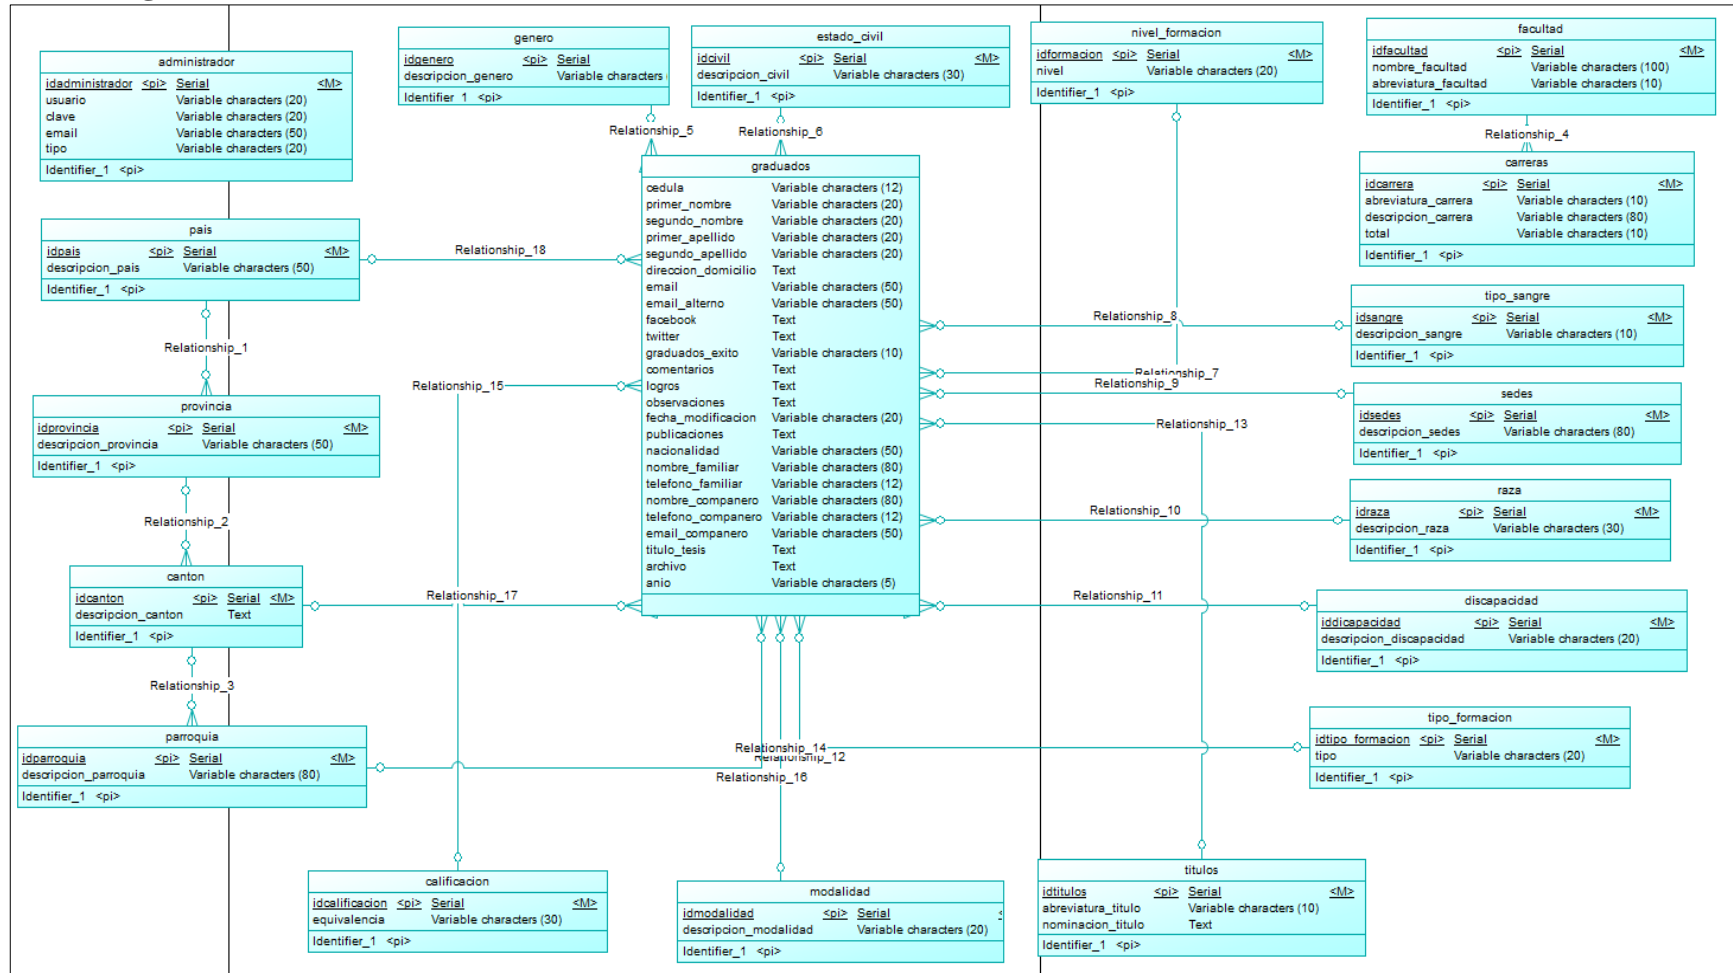 administrador
idadministrador <pi> Serial <M>
usuario Variable characters (20)
clave Variable characters (20)
email Variable characters (50)
tipo Variable characters (20)
Identifier_1 <pi>
genero
idgenero <pi> Serial
descripcion_genero Variable characters (
Identifier_1 <pi>
estado_civil
idcivil <pi> Serial <M>
descripcion_civil Variable characters (30)
Identifier_1 <pi>
nivel_formacion
idformacion <pi> Serial <M>
nivel Variable characters (20)
Identifier_1 <pi>
facultad
idfacultad <pi> Serial <M>
nombre_facultad Variable characters (100)
abreviatura_facultad Variable characters (10)
Identifier_1 <pi>
Relationship_5
Relationship_6
Relationship_4
carreras
idcarrera <pi> Serial <M>
abreviatura_carrera Variable characters (10)
descripcion_carrera Variable characters (80)
total Variable characters (10)
Identifier_1 <pi>
pais
idpais <pi> Serial <M>
descripcion_pais Variable characters (50)
Identifier_1 <pi>
Relationship_18
graduados
cedula Variable characters (12)
primer_nombre Variable characters (20)
segundo_nombre Variable characters (20)
primer_apellido Variable characters (20)
segundo_apellido Variable characters (20)
direccion_domicilio Text
email Variable characters (50)
email_alterno Variable characters (50)
facebook Text
twitter Text
graduados_exito Variable characters (10)
comentarios Text
logros Text
observaciones Text
fecha_modificacion Variable characters (20)
publicaciones Text
nacionalidad Variable characters (50)
nombre_familiar Variable characters (80)
telefono_familiar Variable characters (12)
nombre_companero Variable characters (80)
telefono_companero Variable characters (12)
email_companero Variable characters (50)
titulo_tesis Text
archivo Text
anio Variable characters (5)
Relationship_8
tipo_sangre
idsangre <pi> Serial <M>
descripcion_sangre Variable characters (10)
Identifier_1 <pi>
Relationship_1
Relationship_15
Relationship_7
Relationship_9
sedes
idsedes <pi> Serial <M>
descripcion_sedes Variable characters (80)
Identifier_1 <pi>
provincia
idprovincia <pi> Serial <M>
descripcion_provincia Variable characters (50)
Identifier_1 <pi>
Relationship_13
raza
idraza <pi> Serial <M>
descripcion_raza Variable characters (30)
Identifier_1 <pi>
Relationship_2
Relationship_10
canton
idcanton <pi> Serial <M>
descripcion_canton Text
Identifier_1 <pi>
Relationship_17
Relationship_11
discapacidad
iddicapacidad <pi> Serial <M>
descripcion_discapacidad Variable characters (20)
Identifier_1 <pi>
Relationship_3
parroquia
idparroquia <pi> Serial <M>
descripcion_parroquia Variable characters (80)
Identifier_1 <pi>
Relationship_14
Relationship_12
Relationship_16
tipo_formacion
idtipo_formacion <pi> Serial <M>
tipo Variable characters (20)
Identifier_1 <pi>
calificacion
idcalificacion <pi> Serial <M>
equivalencia Variable characters (30)
Identifier_1 <pi>
modalidad
idmodalidad <pi> Serial <
descripcion_modalidad Variable characters (20)
Identifier_1 <pi>
titulos
idtitulos <pi> Serial <M>
abreviatura_titulo Variable characters (10)
nominacion_titulo Text
Identifier_1 <pi>